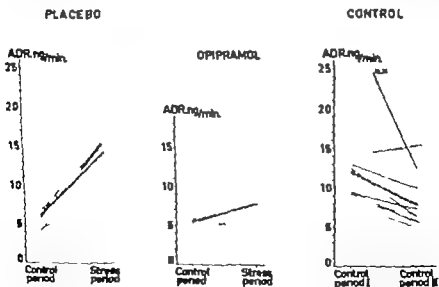 PLACEBO
CONTROL
OPIPRAMOL
ADR.ng/min.
25
20
15
10
5
0
Control period
Stress period
ADR.ng/min.
15
10
5
0
Control period
Stress period
ADR.ng/min.
25
20
15
10
5
0
Control period I
Control period II